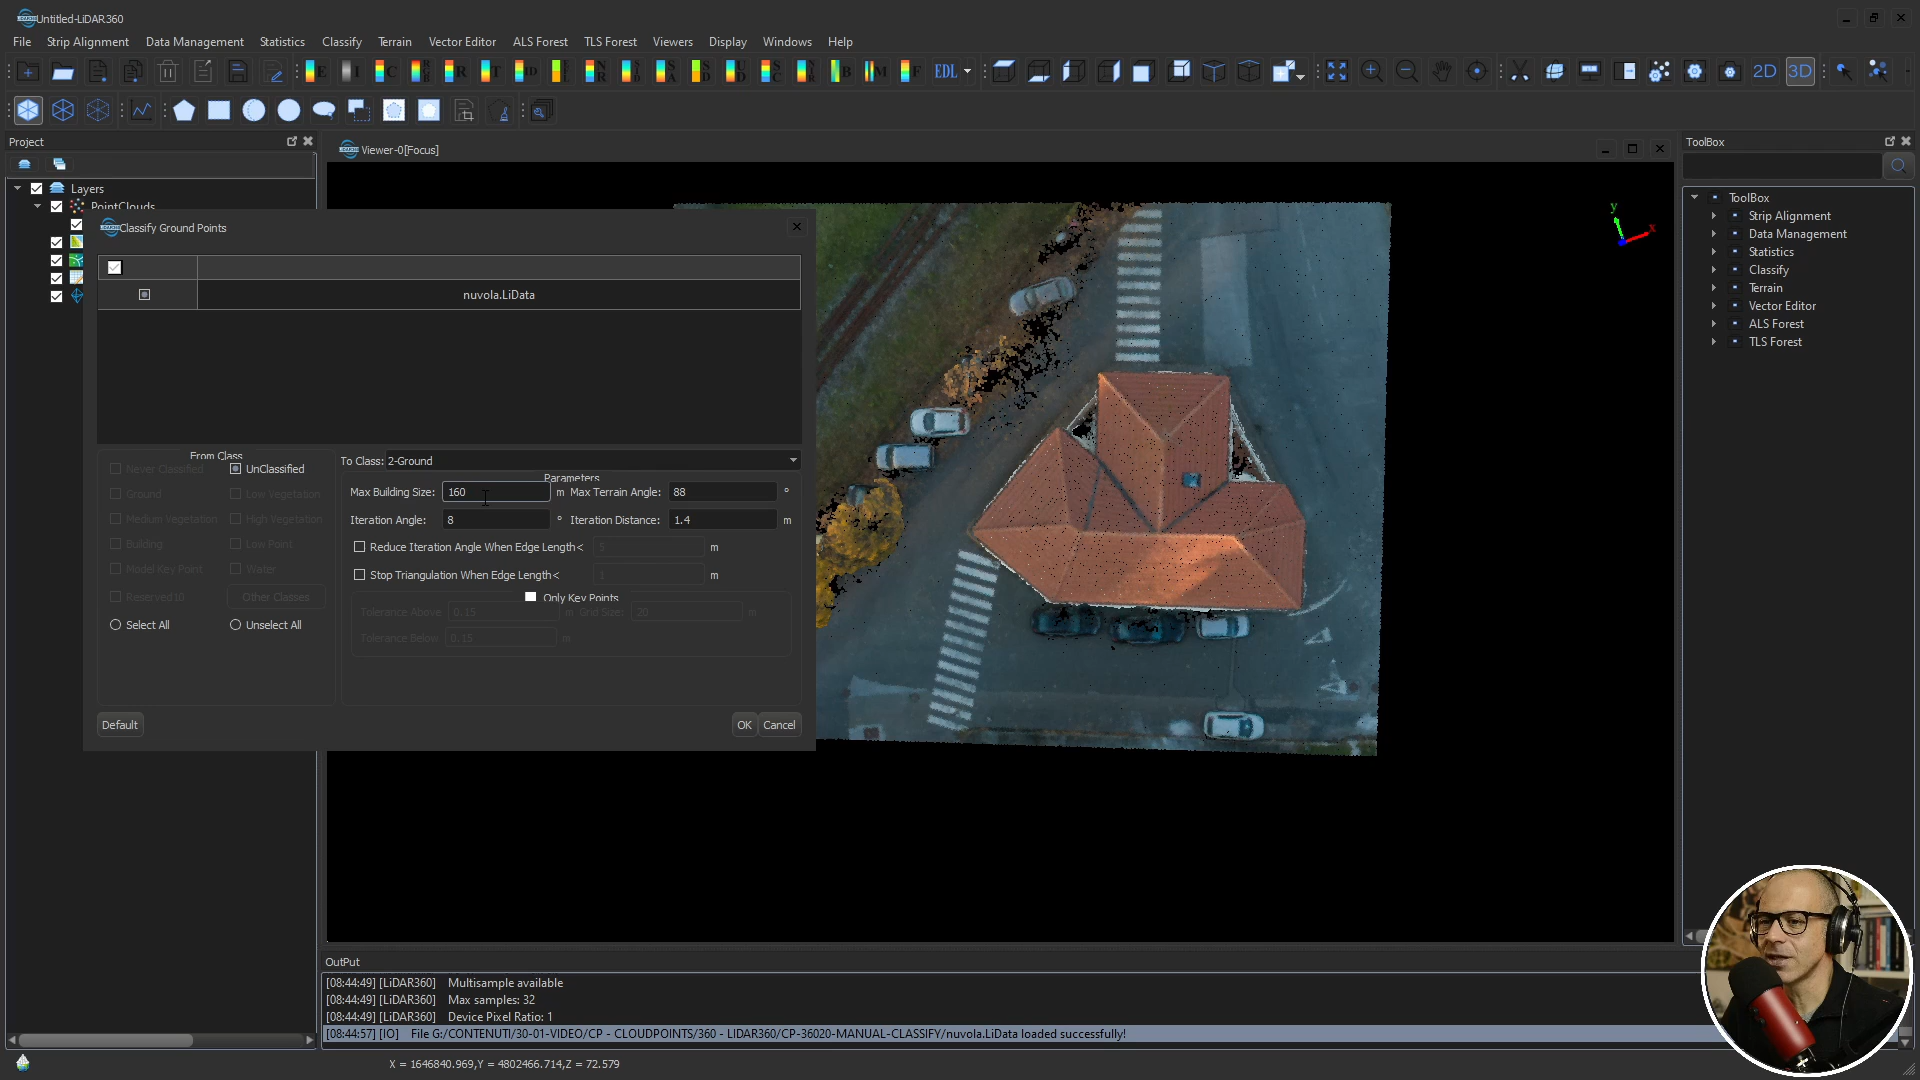 Untitled-LiDAR360
File Strip Alignment Data Management Statistics Classify Terrain Vector Editor ALS Forest TLS Forest Viewers Display Windows Help
EDL 2D 3D
Project
Viewer-0[Focus]
ToolBox
Layers
PointClouds
Classify Ground Points
nuvola.LiData
From Class
Never Classified
UnClassified
Ground
Low Vegetation
Medium Vegetation
High Vegetation
Building
Low Point
Model Key Point
Water
Reserved10
Other Classes
Select All
Unselect All
To Class: 2-Ground
Parameters
Max Building Size: 160 m Max Terrain Angle: 88 °
Iteration Angle: 8 ° Iteration Distance: 1.4 m
Reduce Iteration Angle When Edge Length< 5 m
Stop Triangulation When Edge Length< 1 m
Only Key Points
Tolerance Above 0.15 m Grid Size: 20 m
Tolerance Below 0.15 m
Default
OK Cancel
y
x
ToolBox
Strip Alignment
Data Management
Statistics
Classify
Terrain
Vector Editor
ALS Forest
TLS Forest
OutPut
[08:44:49] [LiDAR360] Multisample available
[08:44:49] [LiDAR360] Max samples: 32
[08:44:49] [LiDAR360] Device Pixel Ratio: 1
[08:44:57] [IO] File G:/CONTENUTI/30-01-VIDEO/CP - CLOUDPOINTS/360 - LIDAR360/CP-36020-MANUAL-CLASSIFY/nuvola.LiData loaded successfully!
X = 1646840.969,Y = 4802466.714,Z = 72.579